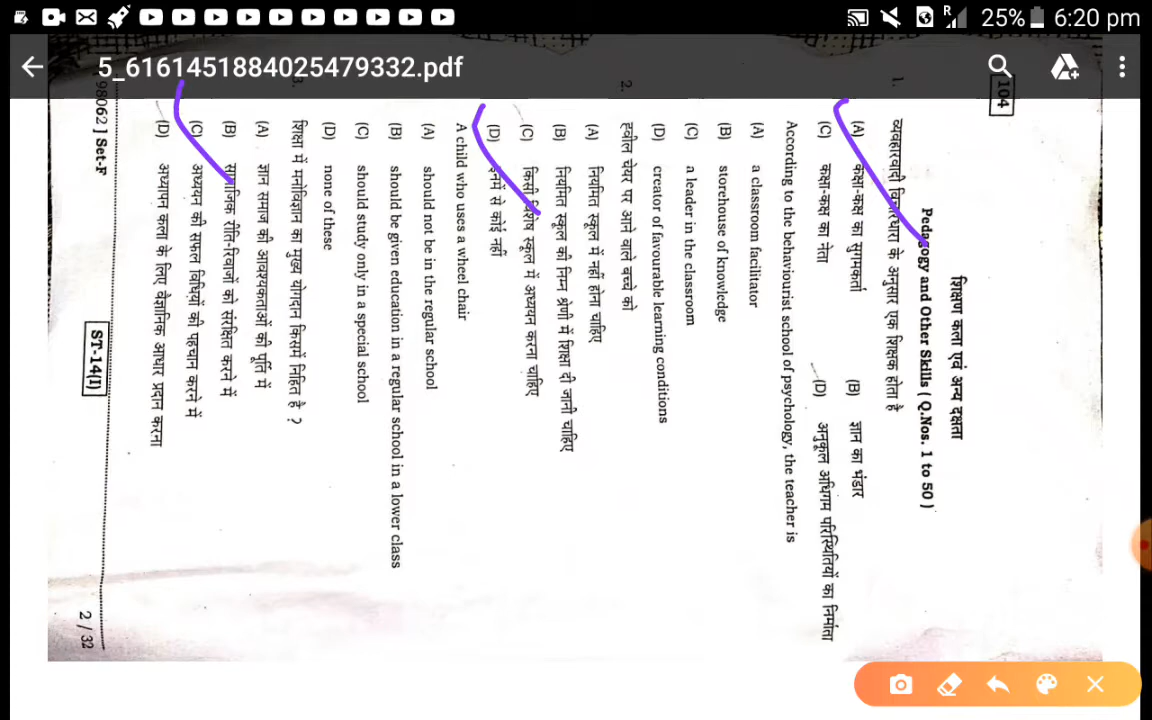 25% 6:20 pm
R
5_6161451884025479332.pdf
104
शिक्षण कला एवं अन्य दक्षता
Pedagogy and Other Skills ( Q.Nos. 1 to 50 )
1. व्यवहारवादी विचारधारा के अनुसार एक शिक्षक होता है
(A) कक्षा-कक्ष का सुगमकर्ता (B) ज्ञान का भंडार
(C) कक्षा-कक्ष का नेता (D) अनुकूल अधिगम परिस्थितियों का निर्माता
According to the behaviourist school of psychology, the teacher is
(A) a classroom facilitator
(B) storehouse of knowledge
(C) a leader in the classroom
(D) creator of favourable learning conditions
2. ह्वील चेयर पर आने वाले बच्चे को
(A) नियमित स्कूल में नहीं होना चाहिए
(B) नियमित स्कूल की निम्न श्रेणी में शिक्षा दी जानी चाहिए
(C) किसी विशेष स्कूल में अध्ययन करना चाहिए
(D) इनमें से कोई नहीं
A child who uses a wheel chair
(A) should not be in the regular school
(B) should be given education in a regular school in a lower class
(C) should study only in a special school
(D) none of these
3. शिक्षा में मनोविज्ञान का मुख्य योगदान किसमें निहित है ?
(A) ज्ञान समाज की आवश्यकताओं की पूर्ति में
(B) सामाजिक रीति-रिवाजों को संरक्षित करने में
(C) अध्ययन की सफल विधियों की पहचान करने में
(D) अध्यापन कला के लिए वैज्ञानिक आधार प्रदान करना
98062 ] Set-F ST-14(I) 2 / 32